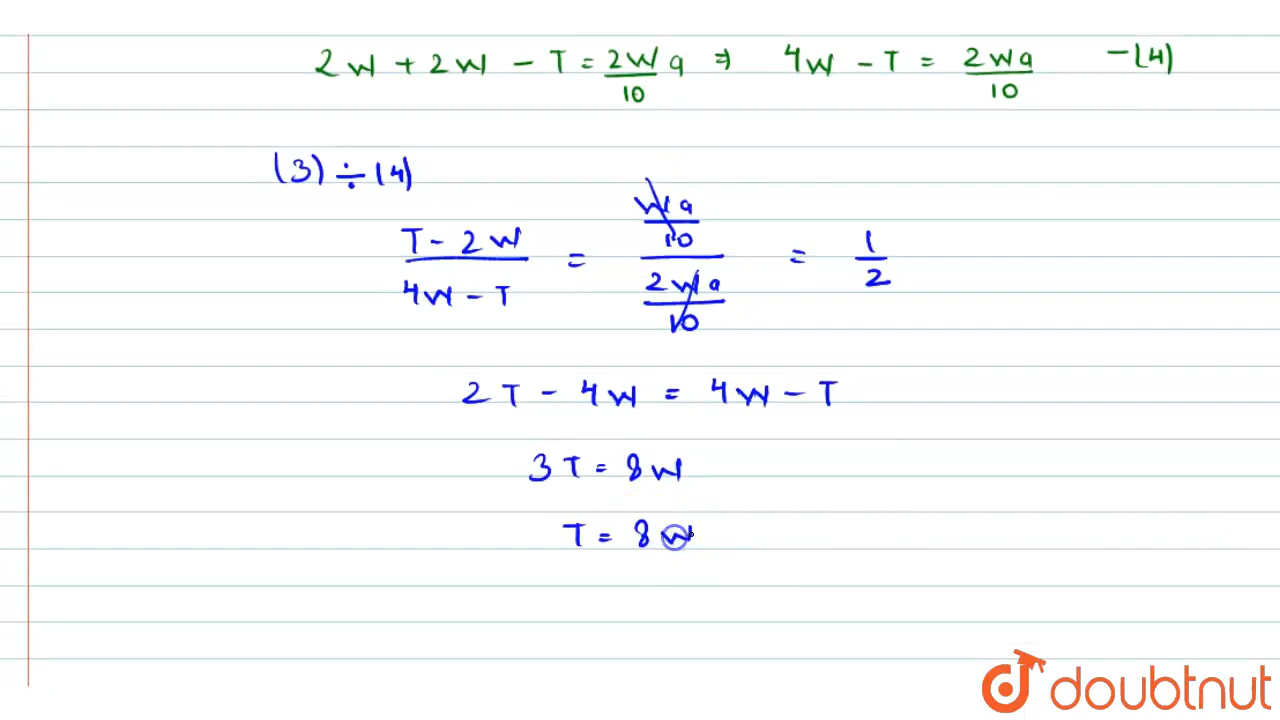 2W + 2W - T = 2W/10 a ⇒ 4W - T = 2Wa/10 -(4)
(3) ÷ (4)
T - 2W / 4W - T = Wa/10 / 2Wa/10 = 1/2
2T - 4W = 4W - T
3T = 8W
T = 8W
doubtnut